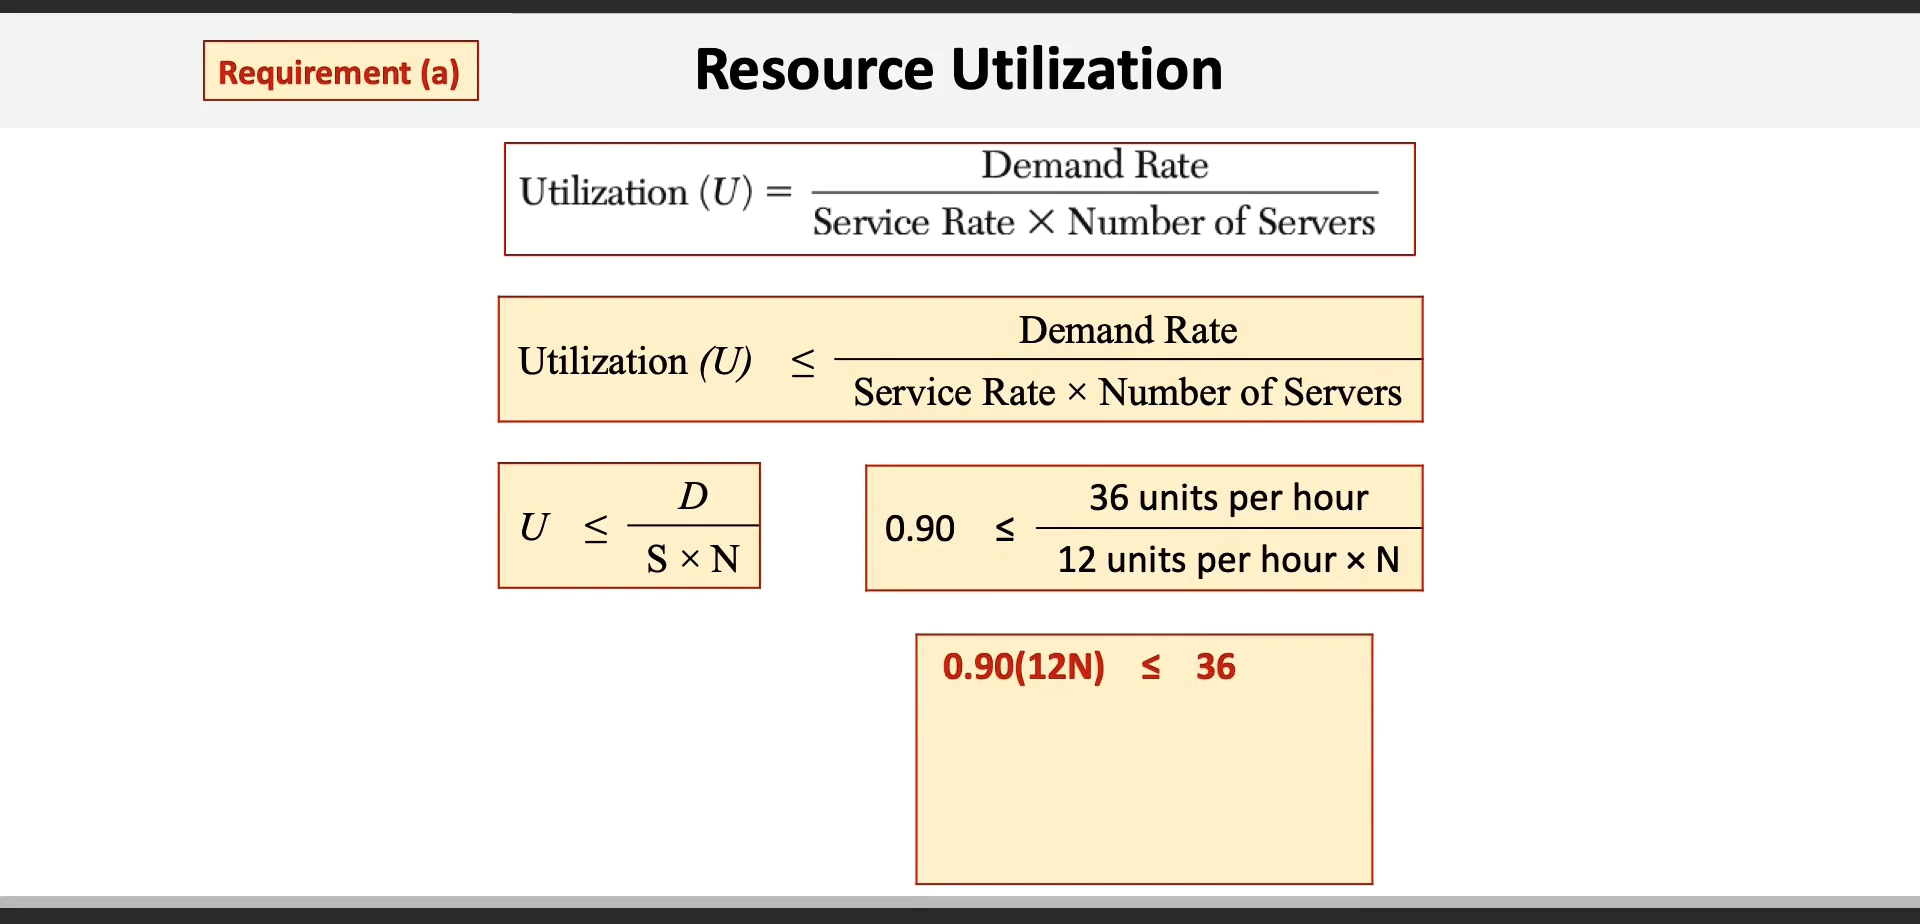 Requirement (a)
Resource Utilization
Utilization (U) = Demand Rate
Service Rate × Number of Servers
Utilization (U) ≤ Demand Rate
Service Rate × Number of Servers
U ≤ D
S × N
0.90 ≤ 36 units per hour
12 units per hour × N
0.90(12N) ≤ 36